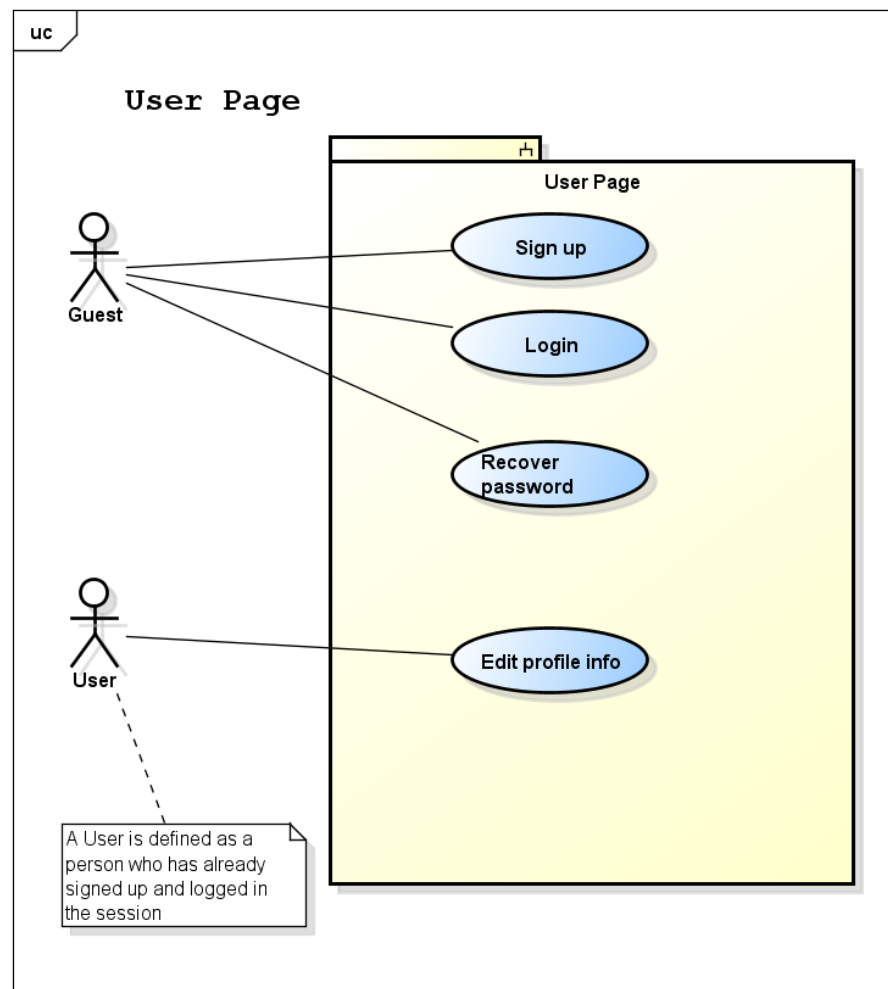 uc
User Page
User Page
Sign up
Guest
Login
Recover
password
Edit profile info
User
A User is defined as a
person who has already
signed up and logged in
the session